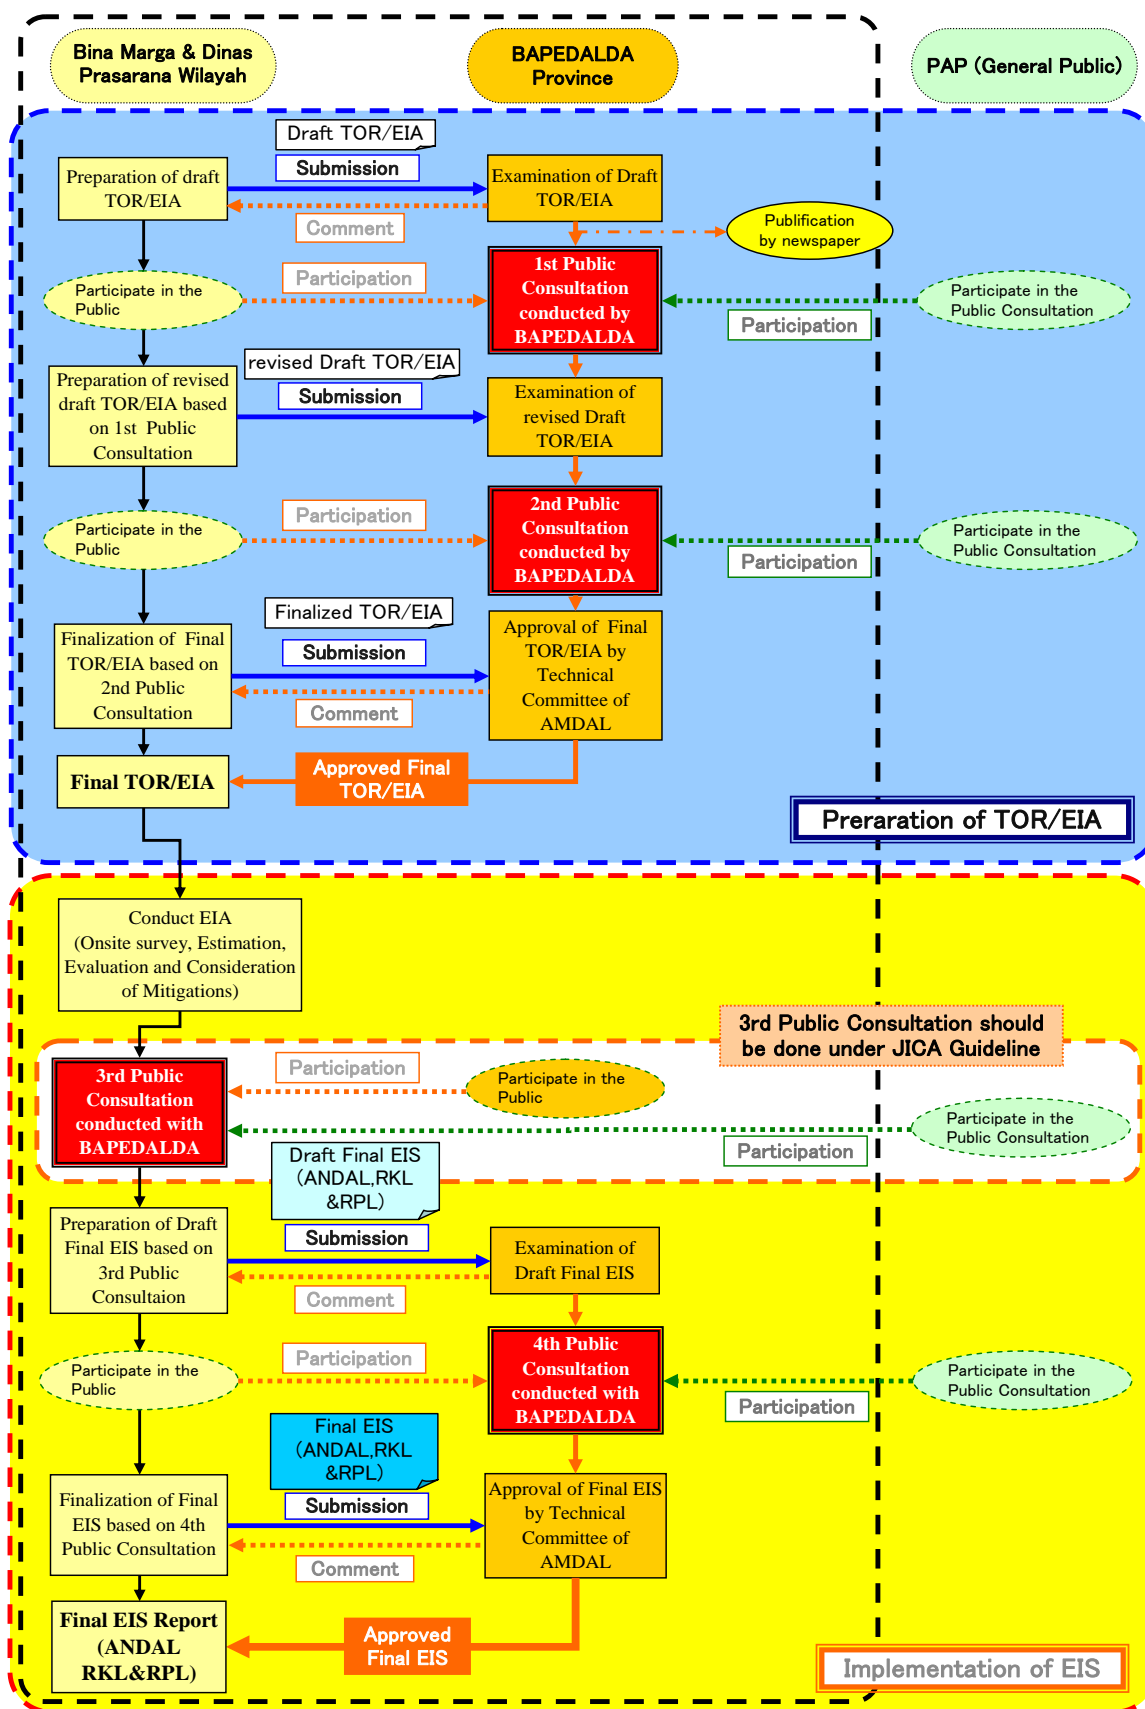 Bina Marga & Dinas
Prasarana Wilayah
BAPEDALDA
Province
PAP (General Public)
Draft TOR/EIA
Submission
Preparation of draft
TOR/EIA
Examination of Draft
TOR/EIA
Comment
Publification
by newspaper
Participate in the
Public
Participation
1st Public
Consultation
conducted by
BAPEDALDA
Participate in the
Public Consultation
Participation
revised Draft TOR/EIA
Submission
Preparation of revised
draft TOR/EIA based
on 1st Public
Consultation
Examination of
revised Draft
TOR/EIA
Participate in the
Public
Participation
2nd Public
Consultation
conducted by
BAPEDALDA
Participate in the
Public Consultation
Participation
Finalized TOR/EIA
Submission
Finalization of Final
TOR/EIA based on
2nd Public
Consultation
Approval of Final
TOR/EIA by
Technical
Committee of
AMDAL
Comment
Final TOR/EIA
Approved Final
TOR/EIA
Preraration of TOR/EIA
Conduct EIA
(Onsite survey, Estimation,
Evaluation and Consideration
of Mitigations)
3rd Public Consultation should
be done under JICA Guideline
3rd Public
Consultation
conducted with
BAPEDALDA
Participation
Participate in the
Public
Participate in the
Public Consultation
Participation
Draft Final EIS
(ANDAL,RKL
&RPL)
Submission
Preparation of Draft
Final EIS based on
3rd Public
Consultaion
Examination of
Draft Final EIS
Comment
Participate in the
Public
Participation
4th Public
Consultation
conducted with
BAPEDALDA
Participate in the
Public Consultation
Participation
Final EIS
(ANDAL,RKL
&RPL)
Submission
Finalization of Final
EIS based on 4th
Public Consultation
Approval of Final EIS
by Technical
Committee of
AMDAL
Comment
Final EIS Report
(ANDAL
RKL&RPL)
Approved
Final EIS
Implementation of EIS